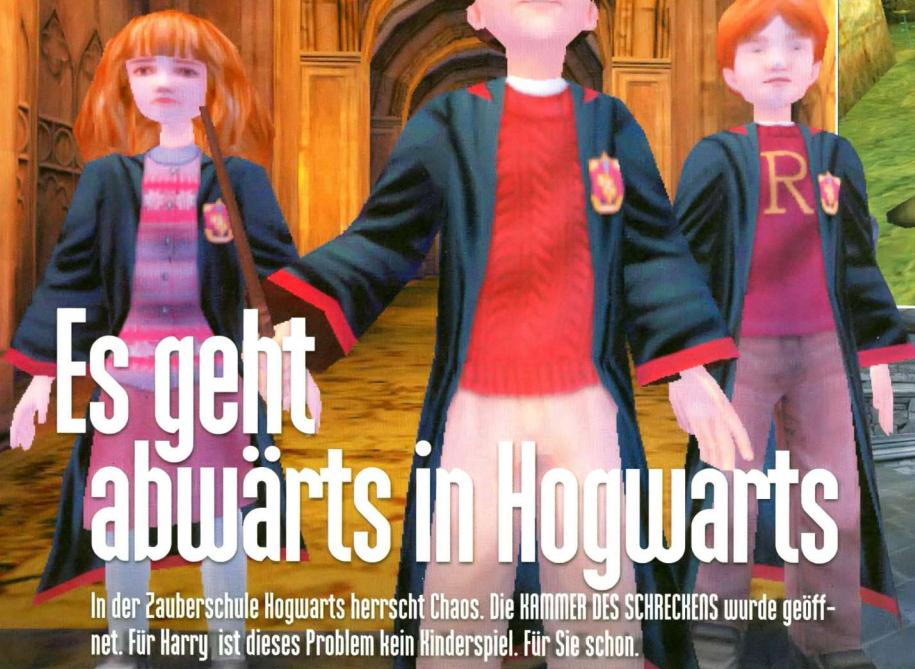 R
Es geht
abwärts in Hogwarts
In der Zauberschule Hogwarts herrscht Chaos. Die KAMMER DES SCHRECKENS wurde geöff-
net. Für Harry ist dieses Problem kein Kinderspiel. Für Sie schon.